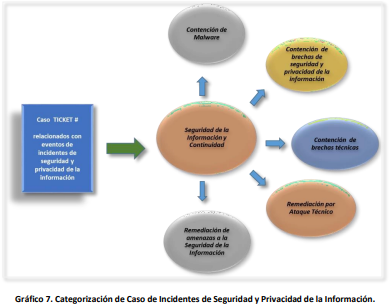 Contención de
Malware
Contención de
brechas de
seguridad y
privacidad de la
información
Caso TICKET #
relacionados con
eventos de
incidentes de
seguridad y
privacidad de la
información
Seguridad de la
Información y
Continuidad
Contención de
brechas técnicos
Remediación por
Ataque Técnico
Remediación de
amenazas a la
Seguridad de la
Información
Gráfico 7. Categorización de Caso de Incidentes de Seguridad y Privacidad de la Información.